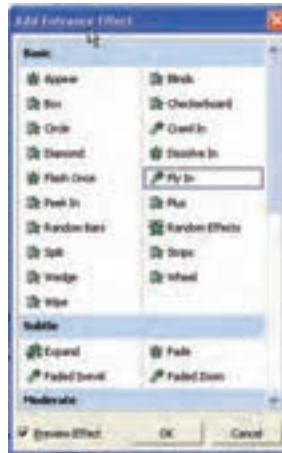 Add Entrance Effect
Basic
Appear
Blinds
Box
Checkerboard
Circle
Crawl In
Diamond
Dissolve In
Flash Once
Fly In
Peek In
Plus
Random Bars
Random Effects
Split
Strips
Wedge
Wheel
Wipe
Subtle
Expand
Fade
Faded Swivel
Faded Zoom
Moderate
Preview Effect
OK
Cancel